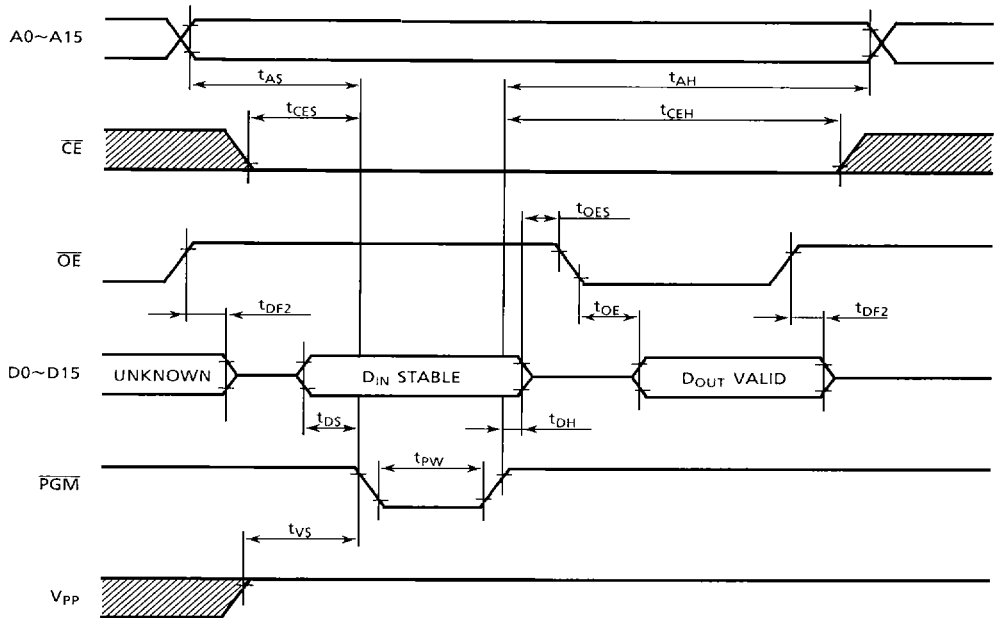 A0~A15
tAS
tAH
tCES
tCEH
CE
tOES
OE
tDF2
tOE
tDF2
D0~D15
UNKNOWN
DIN STABLE
DOUT VALID
tDS
tDH
tPW
PGM
tVS
VPP